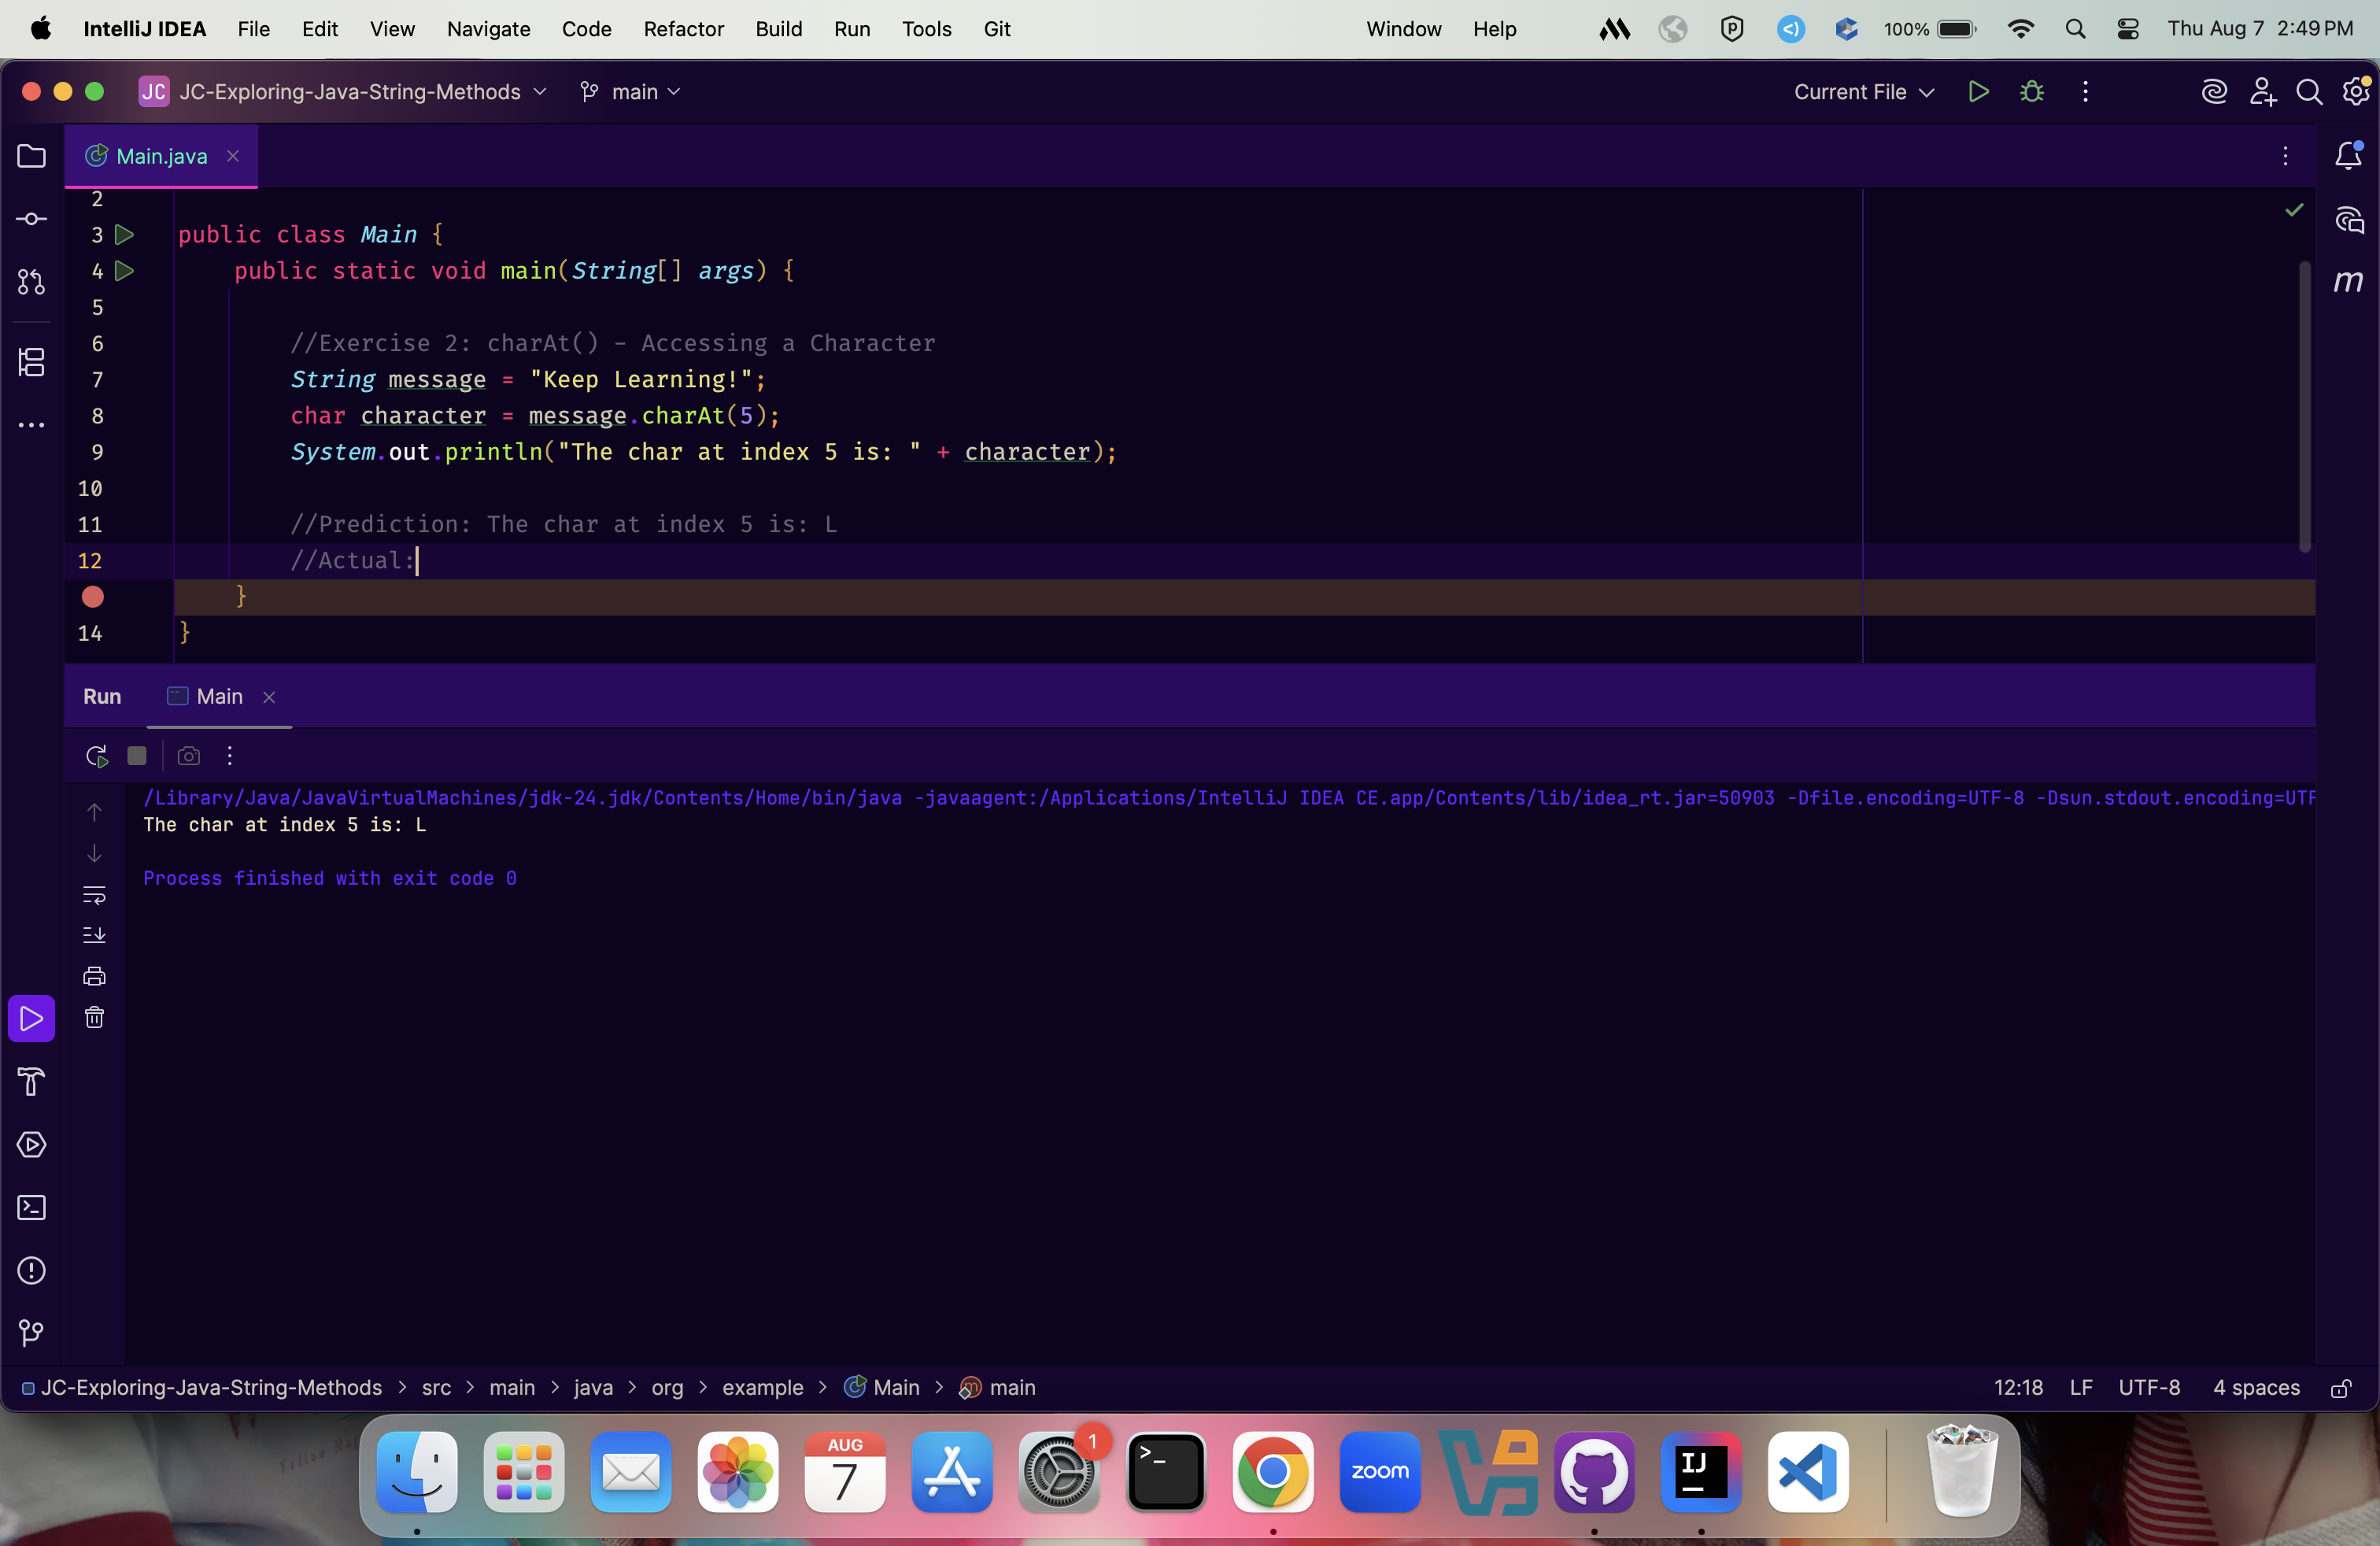 IntelliJ IDEA File Edit View Navigate Code Refactor Build Run Tools Git Window Help 100% Thu Aug 7 2:49 PM
JC JC-Exploring-Java-String-Methods main Current File
Main.java
2
3 public class Main {
4 public static void main(String[] args) {
5
6 //Exercise 2: charAt() - Accessing a Character
7 String message = "Keep Learning!";
8 char character = message.charAt(5);
9 System.out.println("The char at index 5 is: " + character);
10
11 //Prediction: The char at index 5 is: L
12 //Actual:
}
14 }
Run Main
/Library/Java/JavaVirtualMachines/jdk-24.jdk/Contents/Home/bin/java -javaagent:/Applications/IntelliJ IDEA CE.app/Contents/lib/idea_rt.jar=50903 -Dfile.encoding=UTF-8 -Dsun.stdout.encoding=UTF
The char at index 5 is: L
Process finished with exit code 0
JC-Exploring-Java-String-Methods > src > main > java > org > example > Main > main 12:18 LF UTF-8 4 spaces
AUG
7
1
zoom
IJ